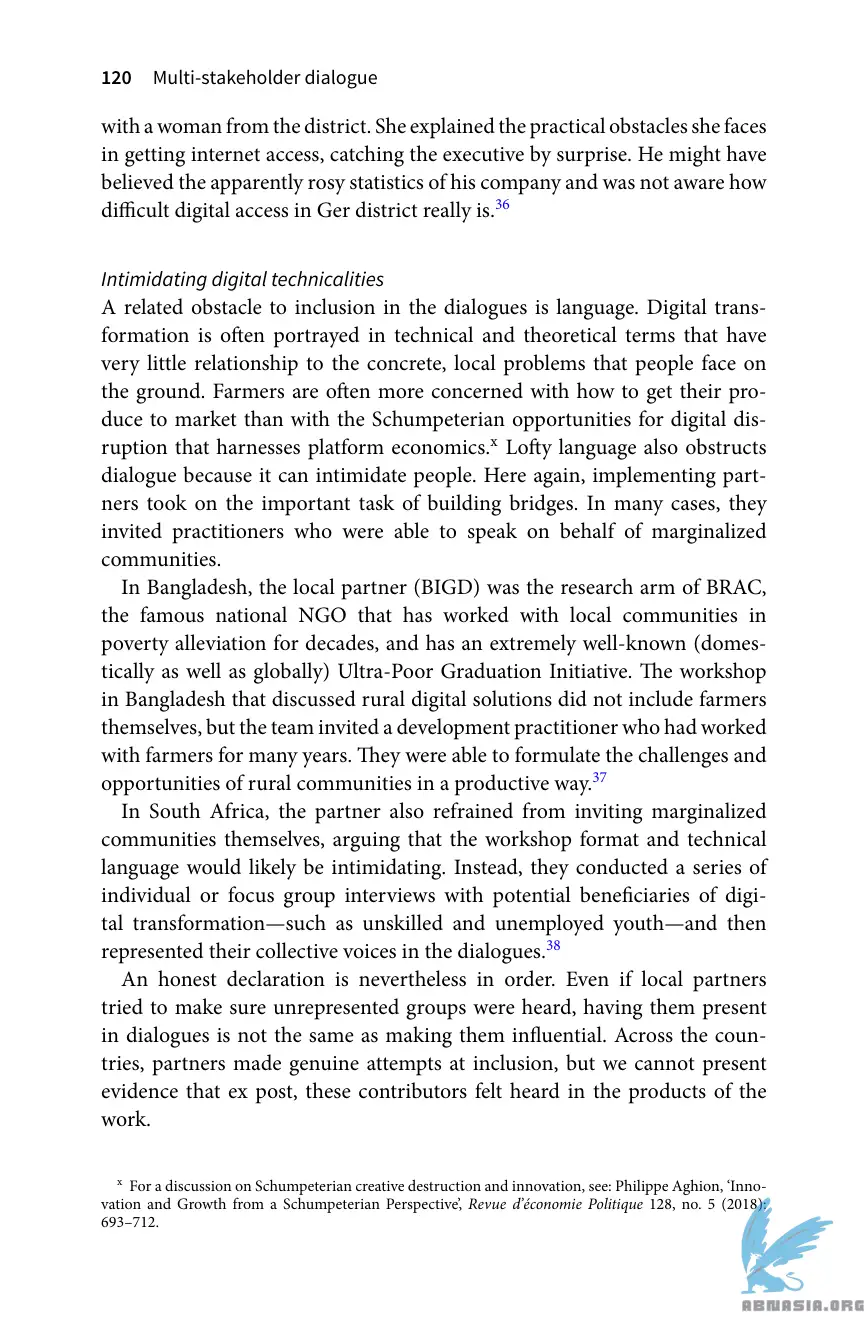 120 Multi-stakeholder dialogue
with a woman from the district. She explained the practical obstacles she faces
in getting internet access, catching the executive by surprise. He might have
believed the apparently rosy statistics of his company and was not aware how
difficult digital access in Ger district really is.36
Intimidating digital technicalities
A related obstacle to inclusion in the dialogues is language. Digital trans-
formation is often portrayed in technical and theoretical terms that have
very little relationship to the concrete, local problems that people face on
the ground. Farmers are often more concerned with how to get their pro-
duce to market than with the Schumpeterian opportunities for digital dis-
ruption that harnesses platform economics.x Lofty language also obstructs
dialogue because it can intimidate people. Here again, implementing part-
ners took on the important task of building bridges. In many cases, they
invited practitioners who were able to speak on behalf of marginalized
communities.
In Bangladesh, the local partner (BIGD) was the research arm of BRAC,
the famous national NGO that has worked with local communities in
poverty alleviation for decades, and has an extremely well-known (domes-
tically as well as globally) Ultra-Poor Graduation Initiative. The workshop
in Bangladesh that discussed rural digital solutions did not include farmers
themselves, but the team invited a development practitioner who had worked
with farmers for many years. They were able to formulate the challenges and
opportunities of rural communities in a productive way.37
In South Africa, the partner also refrained from inviting marginalized
communities themselves, arguing that the workshop format and technical
language would likely be intimidating. Instead, they conducted a series of
individual or focus group interviews with potential beneficiaries of digi-
tal transformation—such as unskilled and unemployed youth—and then
represented their collective voices in the dialogues.38
An honest declaration is nevertheless in order. Even if local partners
tried to make sure unrepresented groups were heard, having them present
in dialogues is not the same as making them influential. Across the coun-
tries, partners made genuine attempts at inclusion, but we cannot present
evidence that ex post, these contributors felt heard in the products of the
work.
x For a discussion on Schumpeterian creative destruction and innovation, see: Philippe Aghion, ‘Inno-
vation and Growth from a Schumpeterian Perspective’, Revue d’économie Politique 128, no. 5 (2018):
693–712.
ABNASIA.ORG